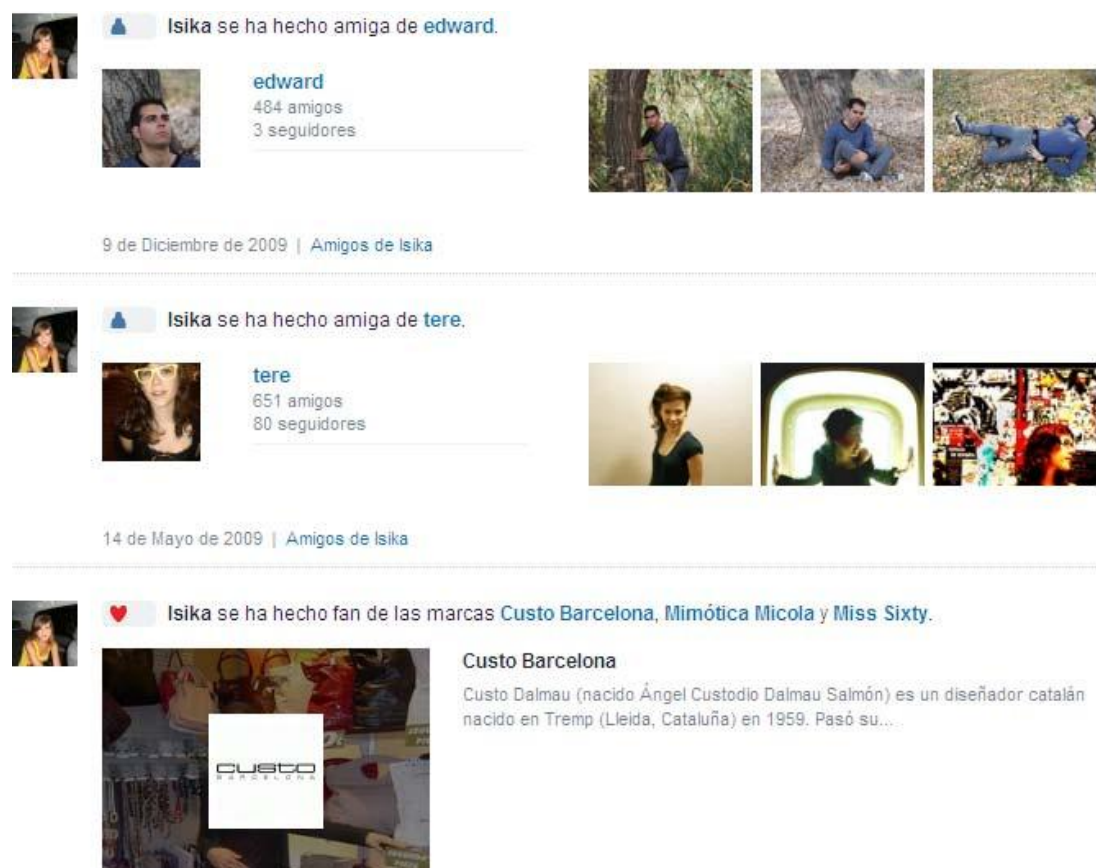 Isika se ha hecho amiga de edward.
edward
484 amigos
3 seguidores
9 de Diciembre de 2009 | Amigos de Isika
Isika se ha hecho amiga de tere.
tere
651 amigos
80 seguidores
14 de Mayo de 2009 | Amigos de Isika
Isika se ha hecho fan de las marcas Custo Barcelona, Mimótica Micola y Miss Sixty.
CUSTO
BARCELONA
Custo Barcelona
Custo Dalmau (nacido Ángel Custodio Dalmau Salmón) es un diseñador catalán
nacido en Tremp (Lleida, Cataluña) en 1959. Pasó su...